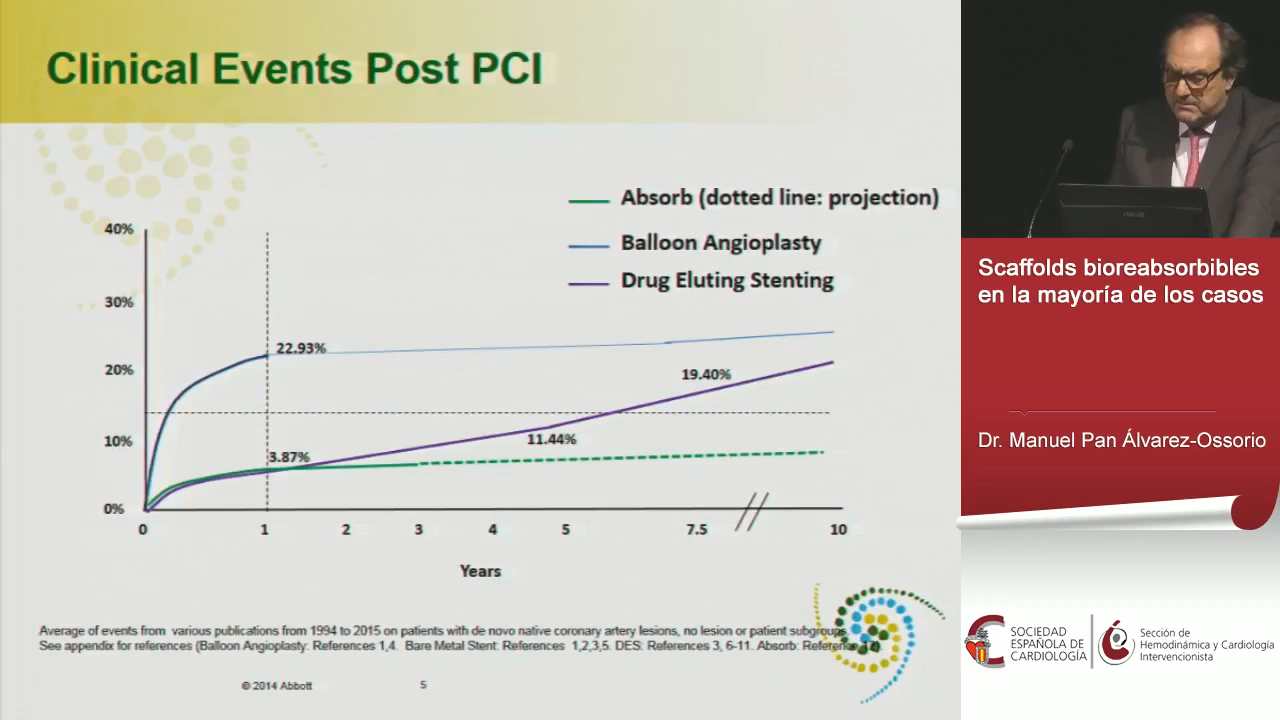 Clinical Events Post PCI
Absorb (dotted line: projection)
Balloon Angioplasty
Drug Eluting Stenting
40%
30%
20%
10%
0%
22.93%
19.40%
11.44%
3.87%
0 1 2 3 4 5 7.5 10
Years
Average of events from various publications from 1994 to 2015 on patients with de novo native coronary artery lesions, no lesion or patient subgroups
See appendix for references (Balloon Angioplasty: References 1,4. Bare Metal Stent: References 1,2,3,5. DES: References 3, 6-11. Absorb: Reference 12)
© 2014 Abbott
5
ASUS
Scaffolds bioreabsorbibles
en la mayoría de los casos
Dr. Manuel Pan Álvarez-Ossorio
SOCIEDAD
ESPAÑOLA DE
CARDIOLOGÍA
Sección de
Hemodinámica y Cardiología
Intervencionista